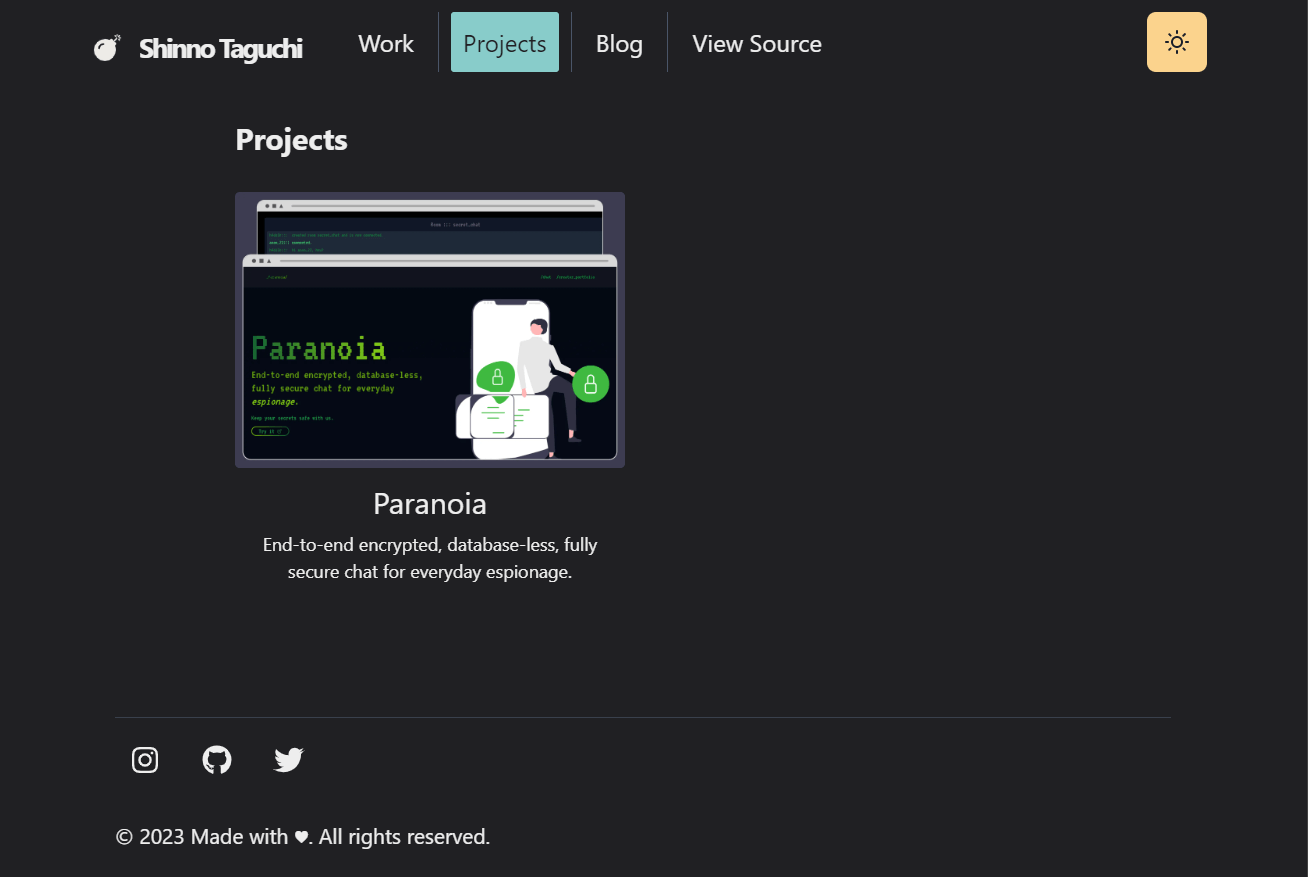 Shinno Taguchi
Work
Projects
Blog
View Source
Projects
Paranoia
End-to-end encrypted, database-less,
fully secure chat for everyday
espionage.
Keep your secrets safe with us.
Try it
Paranoia
End-to-end encrypted, database-less, fully
secure chat for everyday espionage.
© 2023 Made with ♥. All rights reserved.